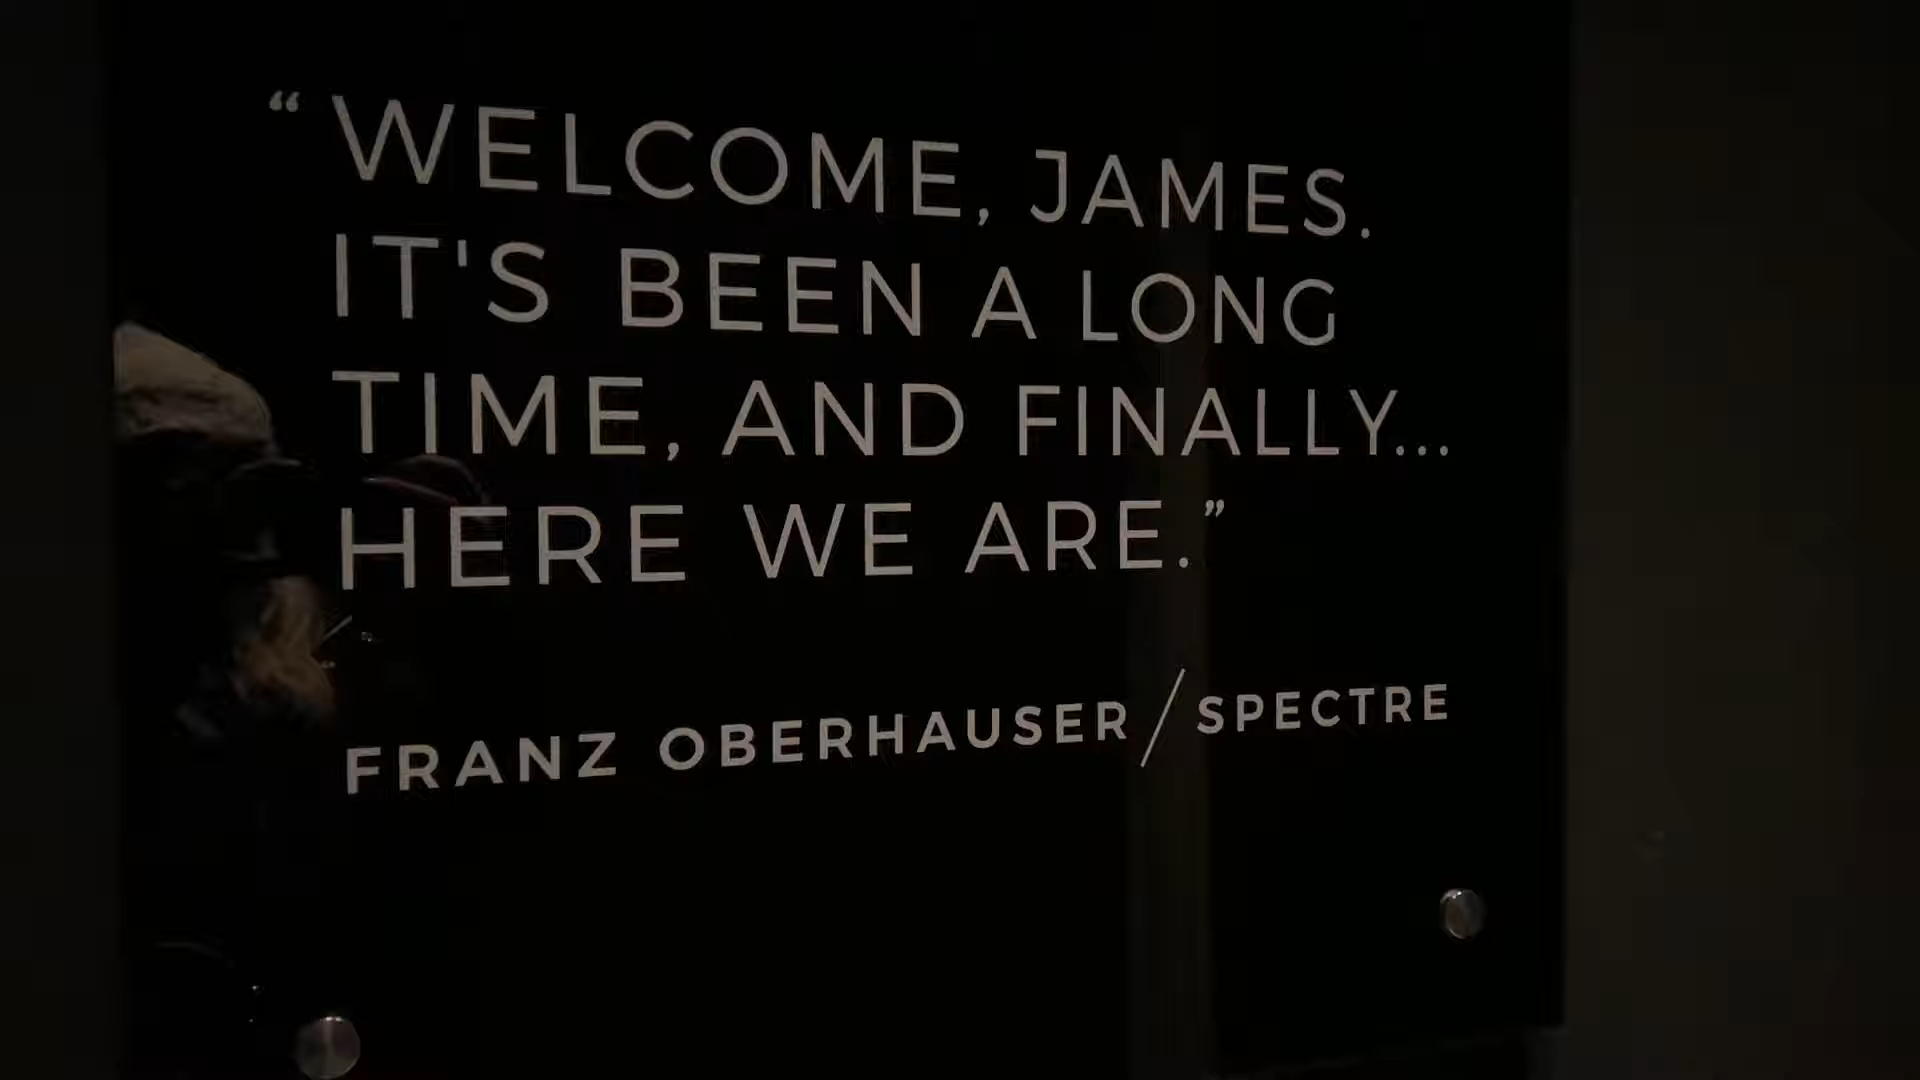 “WELCOME, JAMES.
IT'S BEEN A LONG
TIME, AND FINALLY...
HERE WE ARE.”
FRANZ OBERHAUSER/SPECTRE